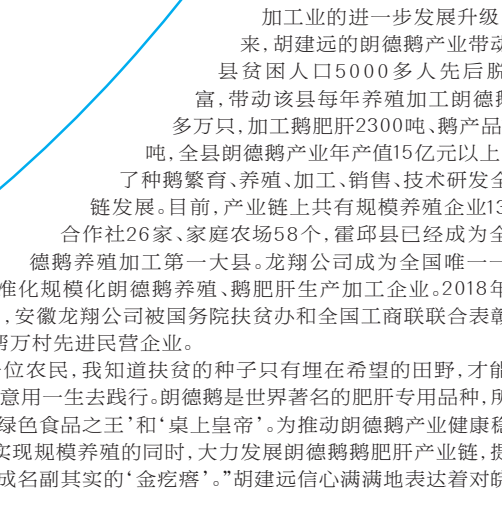 加工业的进一步发展升级
来，胡建远的朗德鹅产业带动
县贫困人口5000多人先后脱
富，带动该县每年养殖加工朗德鹅
多万只，加工鹅肥肝2300吨、鹅产品
吨，全县朗德鹅产业年产值15亿元以上
了种鹅繁育、养殖、加工、销售、技术研发全
链发展。目前，产业链上共有规模养殖企业13
合作社26家、家庭农场58个，霍邱县已经成为全
德鹅养殖加工第一大县。龙翔公司成为全国唯一一
准化规模化朗德鹅养殖、鹅肥肝生产加工企业。2018年
，安徽龙翔公司被国务院扶贫办和全国工商联联合表彰
帮万村先进民营企业。
位农民，我知道扶贫的种子只有埋在希望的田野，才能
意用一生去践行。朗德鹅是世界著名的肥肝专用品种，所
绿色食品之王’和‘桌上皇帝’。为推动朗德鹅产业健康稳
实现规模养殖的同时，大力发展朗德鹅鹅肥肝产业链，提
成名副其实的‘金疙瘩’。”胡建远信心满满地表达着对皖